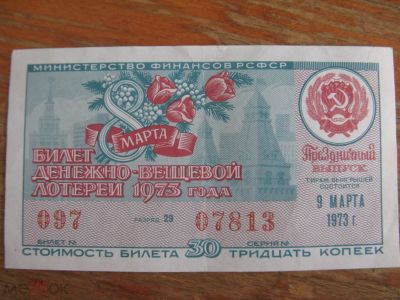 МИНИСТЕРСТВО ФИНАНСОВ РСФСР
8 МАРТА
БИЛЕТ
ДЕНЕЖНО-ВЕЩЕВОЙ
ЛОТЕРЕИ 1973 ГОДА
Праздничный
ВЫПУСК
ТИРАЖ ВЫИГРЫШЕЙ
СОСТОИТСЯ
9 МАРТА
1973 г.
097 РАЗРЯД 29 07813
БИЛЕТ № СЕРИЯ №
СТОИМОСТЬ БИЛЕТА 30 ТРИДЦАТЬ КОПЕЕК